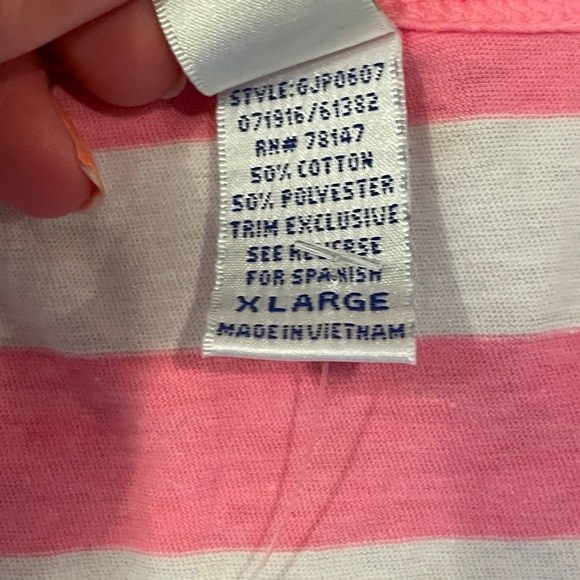 STYLE:GJP0607
071916/61382
RN# 78147
50% COTTON
50% POLYESTER
TRIM EXCLUSIVE
SEE REVERSE
FOR SPANISH
XLARGE
MADE IN VIETNAM